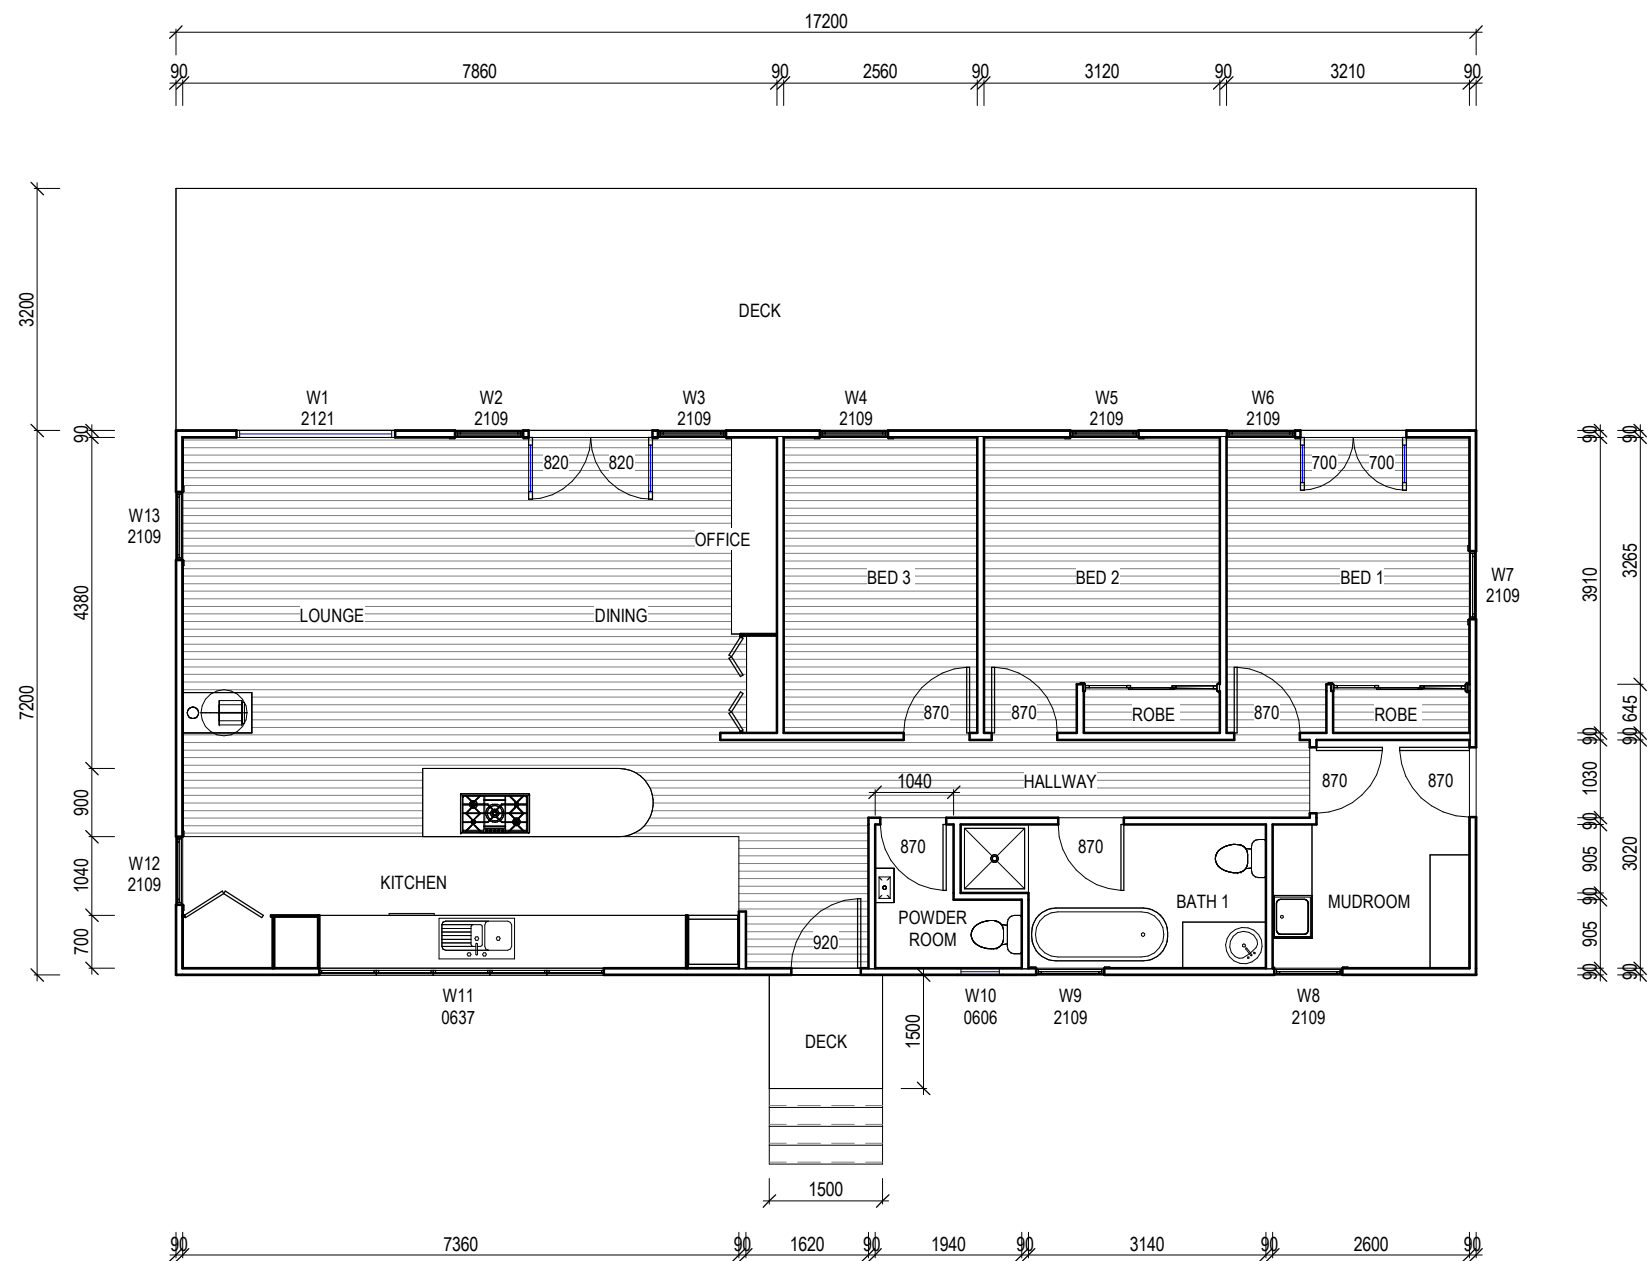 17200
90 7860 90 2560 90 3120 90 3210 90
3200
DECK
W1 W2 W3 W4 W5 W6
2121 2109 2109 2109 2109 2109
90 90 90
820 820 700 700
W13
2109
OFFICE
BED 3 BED 2 BED 1
W7
2109
3910 3265
4380
LOUNGE DINING
7200
870 870 ROBE 870 ROBE
645
90 90
1040 HALLWAY 870 870
1030
900
90
870 870
W12
2109
1040
KITCHEN
905 3020
90
POWDER
ROOM
BATH 1 MUDROOM
700
920
905
90 90
W11 W10 W9 W8
0637 0606 2109 2109
DECK
1500
1500
90 7360 90 1620 90 1940 90 3140 90 2600 90